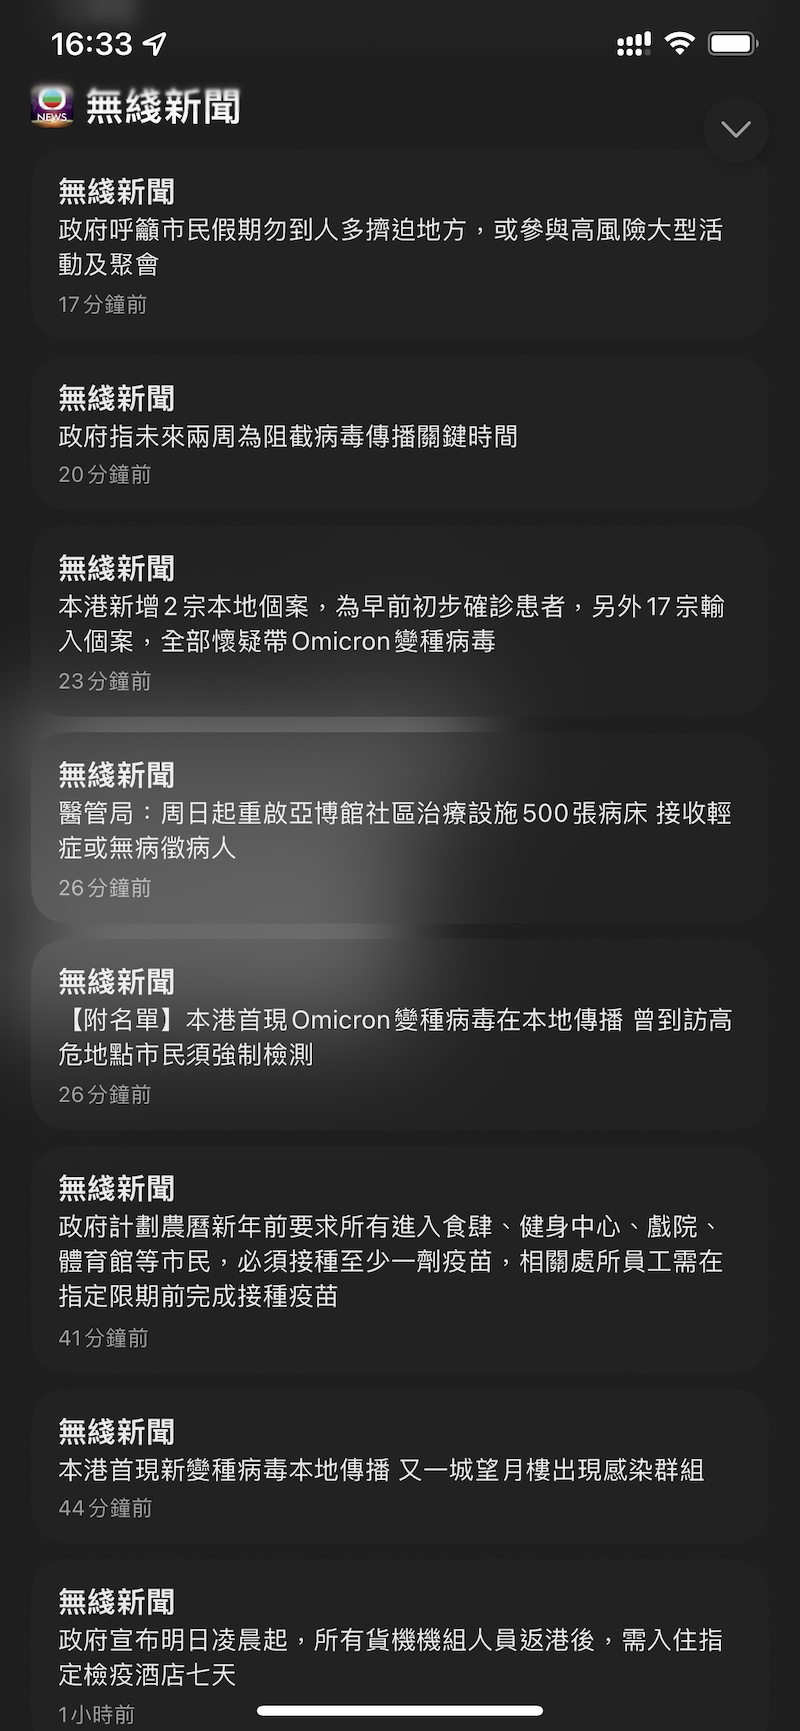 16:33
NEWS
無綫新聞
無綫新聞
政府呼籲市民假期勿到人多擠迫地方，或參與高風險大型活
動及聚會
17分鐘前
無綫新聞
政府指未來兩周為阻截病毒傳播關鍵時間
20分鐘前
無綫新聞
本港新增2宗本地個案，為早前初步確診患者，另外17宗輸
入個案，全部懷疑帶Omicron變種病毒
23分鐘前
無綫新聞
醫管局：周日起重啟亞博館社區治療設施500張病床 接收輕
症或無病徵病人
26分鐘前
無綫新聞
【附名單】本港首現Omicron變種病毒在本地傳播 曾到訪高
危地點市民須強制檢測
26分鐘前
無綫新聞
政府計劃農曆新年前要求所有進入食肆、健身中心、戲院、
體育館等市民，必須接種至少一劑疫苗，相關處所員工需在
指定限期前完成接種疫苗
41分鐘前
無綫新聞
本港首現新變種病毒本地傳播 又一城望月樓出現感染群組
44分鐘前
無綫新聞
政府宣布明日凌晨起，所有貨機機組人員返港後，需入住指
定檢疫酒店七天
1小時前